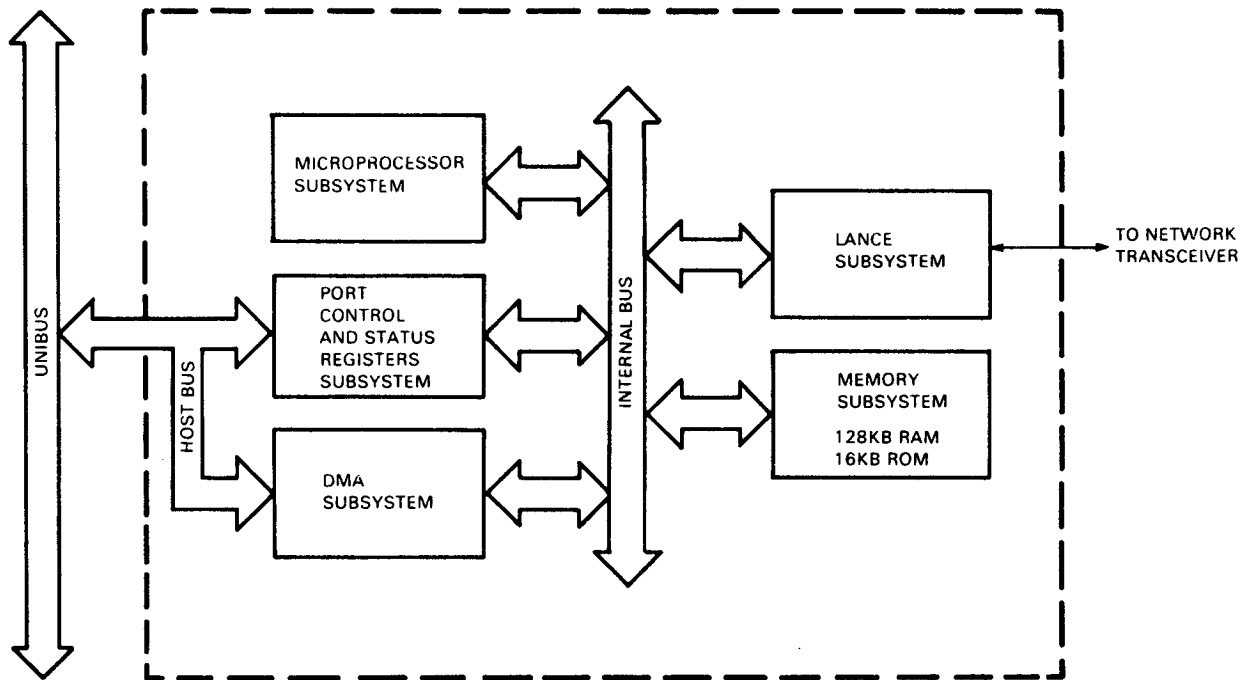 UNIBUS
HOST BUS
MICROPROCESSOR
SUBSYSTEM
PORT
CONTROL
AND STATUS
REGISTERS
SUBSYSTEM
DMA
SUBSYSTEM
INTERNAL BUS
LANCE
SUBSYSTEM
MEMORY
SUBSYSTEM
128KB RAM
16KB ROM
TO NETWORK
TRANSCEIVER